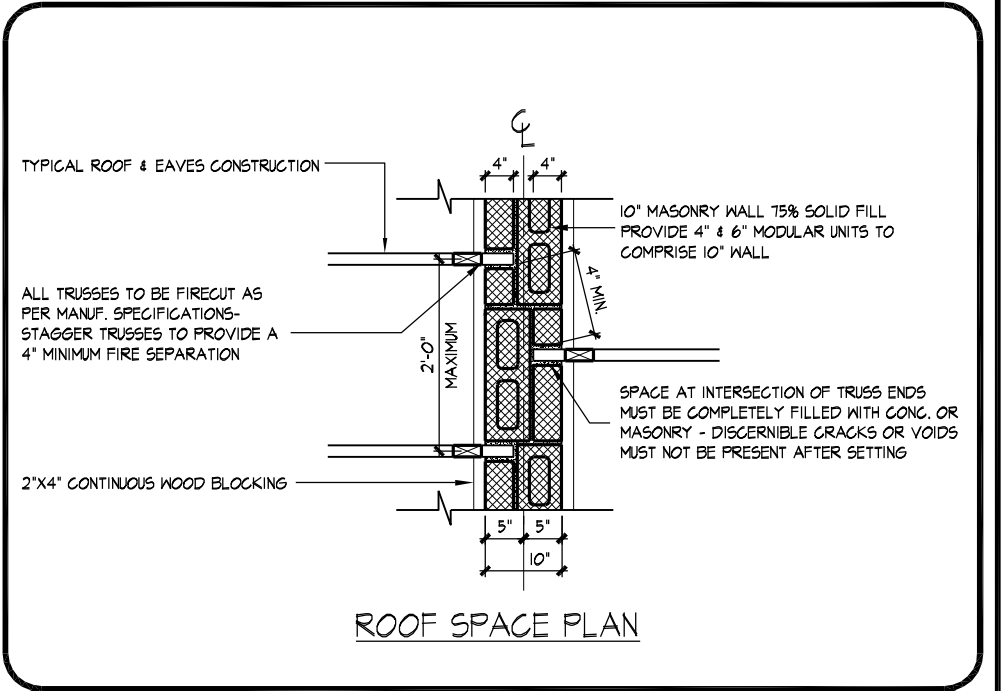 ℄
4" 4"
TYPICAL ROOF & EAVES CONSTRUCTION
10" MASONRY WALL 75% SOLID FILL
PROVIDE 4" & 6" MODULAR UNITS TO
COMPRISE 10" WALL
4" MIN.
ALL TRUSSES TO BE FIRECUT AS
PER MANUF. SPECIFICATIONS-
STAGGER TRUSSES TO PROVIDE A
4" MINIMUM FIRE SEPARATION
2'-0"
MAXIMUM
SPACE AT INTERSECTION OF TRUSS ENDS
MUST BE COMPLETELY FILLED WITH CONC. OR
MASONRY - DISCERNIBLE CRACKS OR VOIDS
MUST NOT BE PRESENT AFTER SETTING
2"X4" CONTINUOUS WOOD BLOCKING
5" 5"
10"
ROOF SPACE PLAN